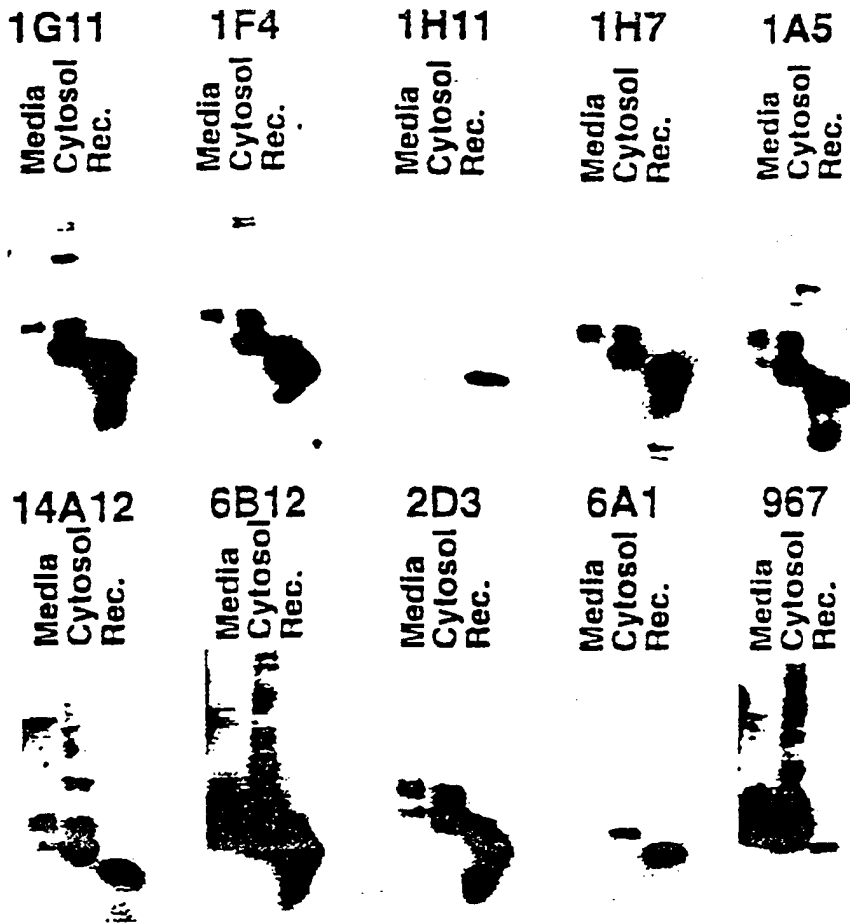 1G11 1F4 1H11 1H7 1A5
Media Cytosol Rec. Media Cytosol Rec. Media Cytosol Rec. Media Cytosol Rec. Media Cytosol Rec.
14A12 6B12 2D3 6A1 967
Media Cytosol Rec. Media Cytosol Rec. Media Cytosol Rec. Media Cytosol Rec. Media Cytosol Rec.